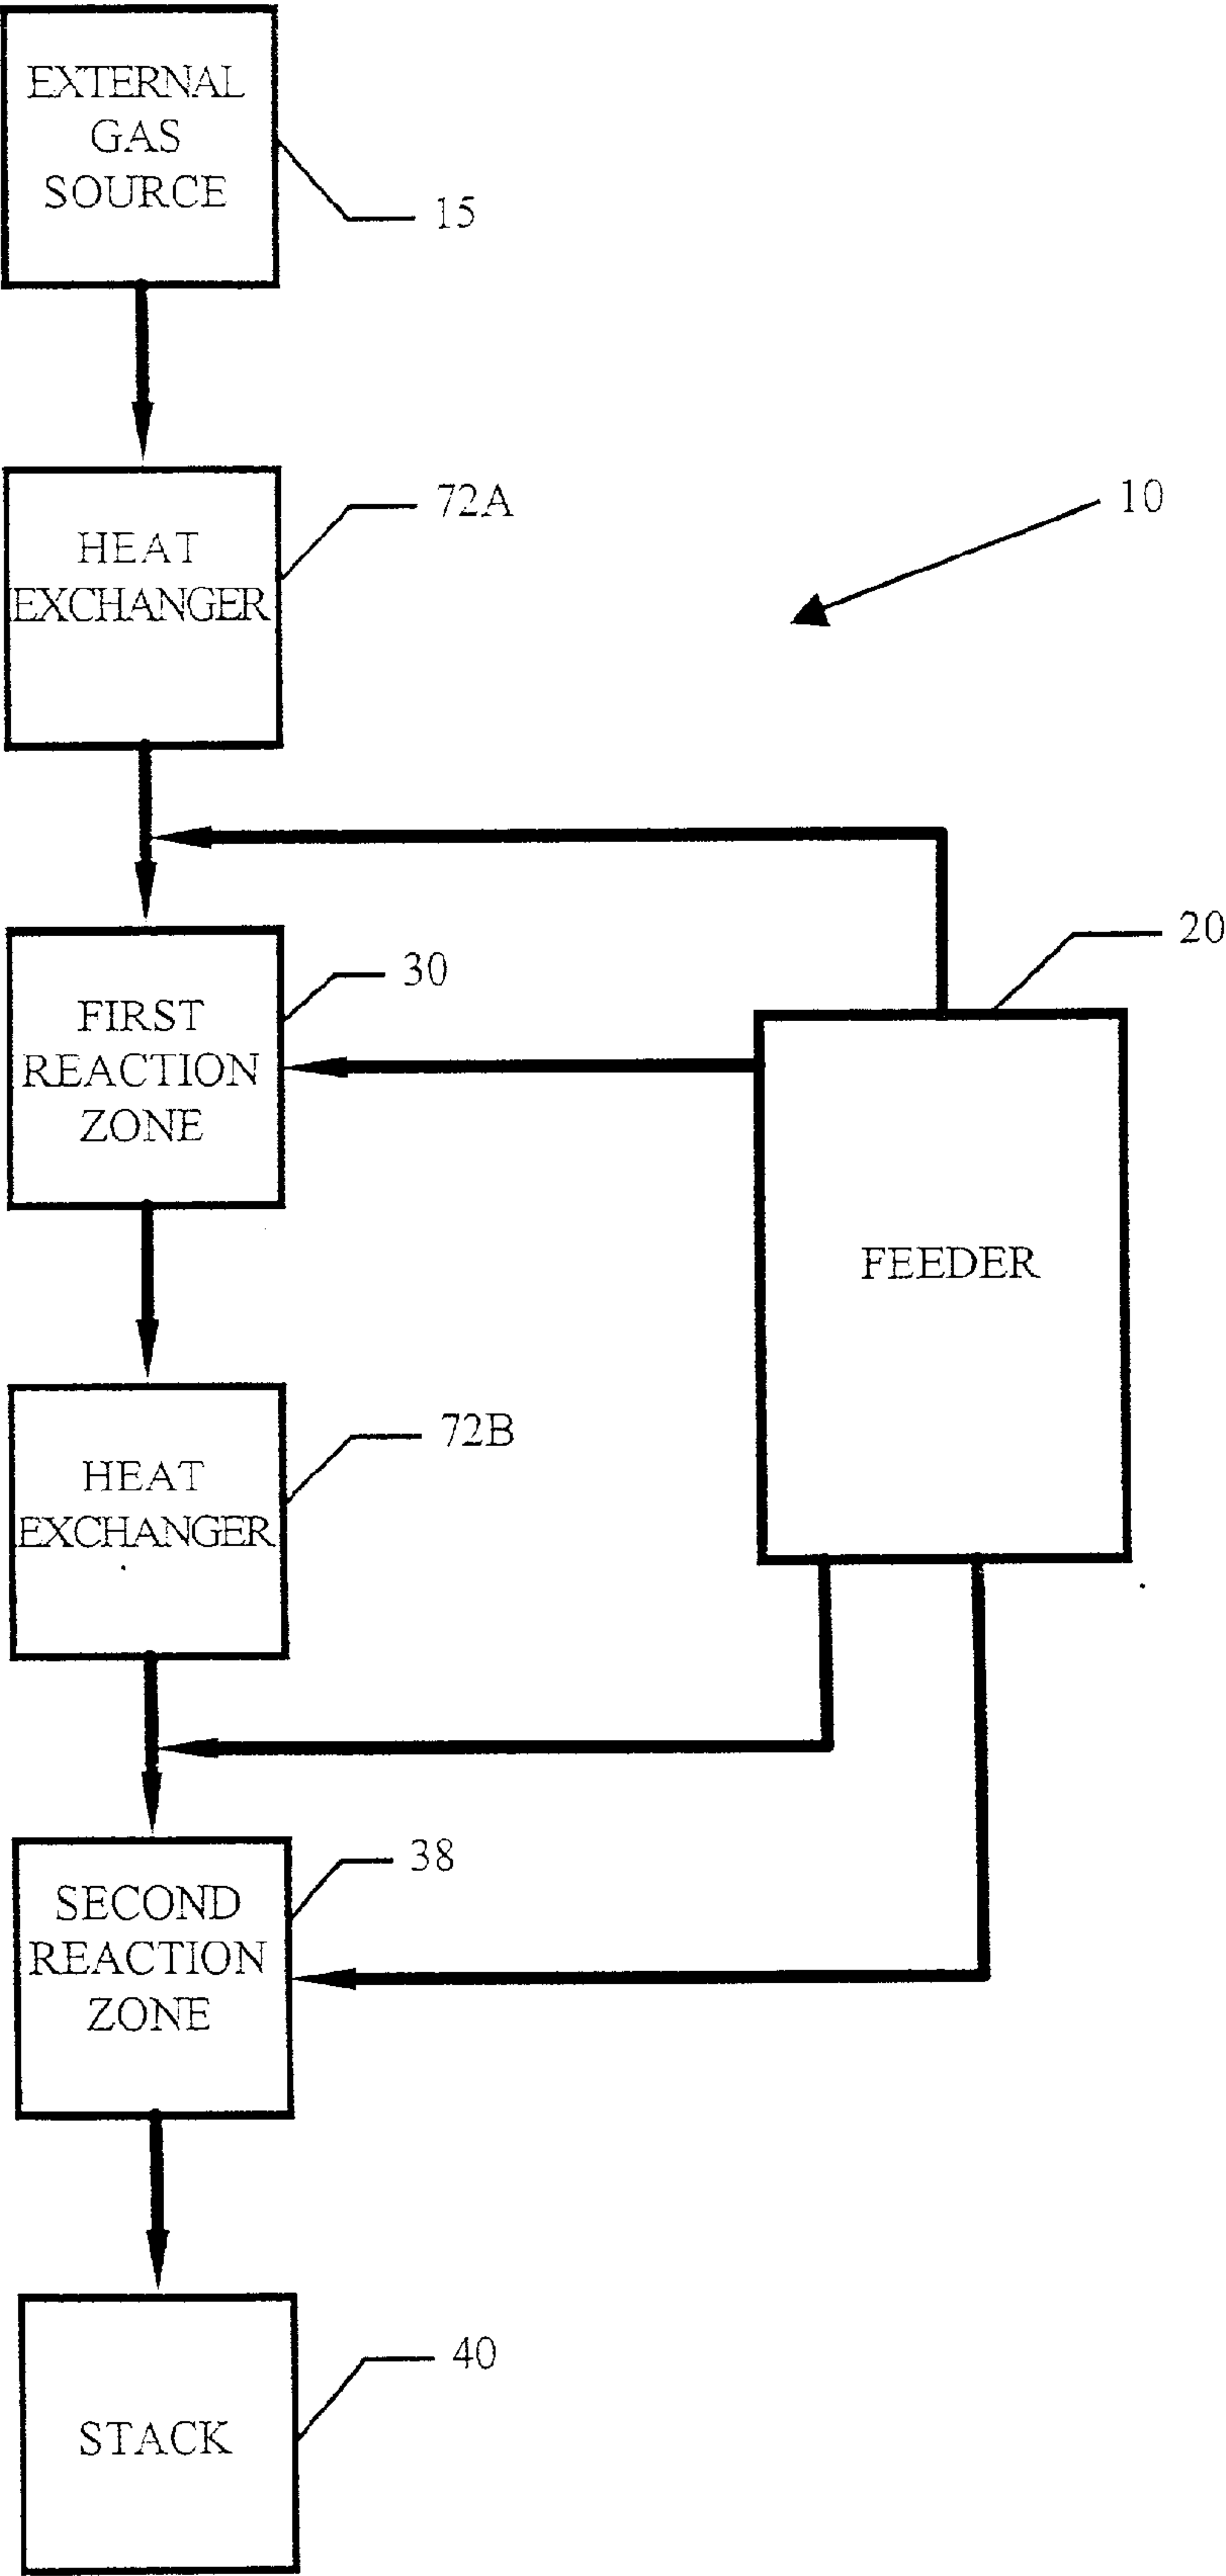 EXTERNAL
GAS
SOURCE
15
HEAT
EXCHANGER
72A
10
FIRST
REACTION
ZONE
30
20
FEEDER
HEAT
EXCHANGER
72B
SECOND
REACTION
ZONE
38
STACK
40